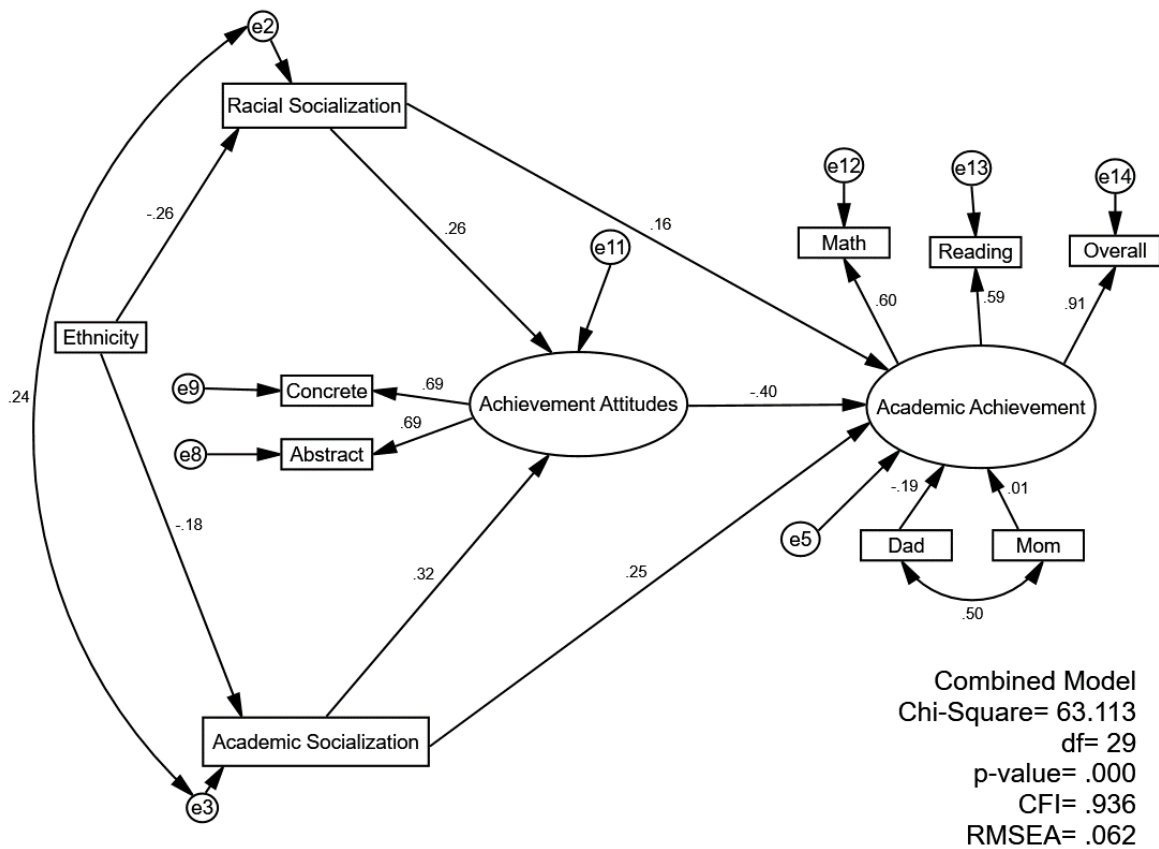 e2
Racial Socialization
e12
e13
e14
-.26
.26
.16
e11
Math
Reading
Overall
.60
.59
.91
Ethnicity
.24
e9
Concrete
.69
Achievement Attitudes
-.40
Academic Achievement
e8
Abstract
.69
-.19
.01
-.18
e5
Dad
Mom
.32
.25
.50
Academic Socialization
e3
Combined Model
Chi-Square= 63.113
df= 29
p-value= .000
CFI= .936
RMSEA= .062